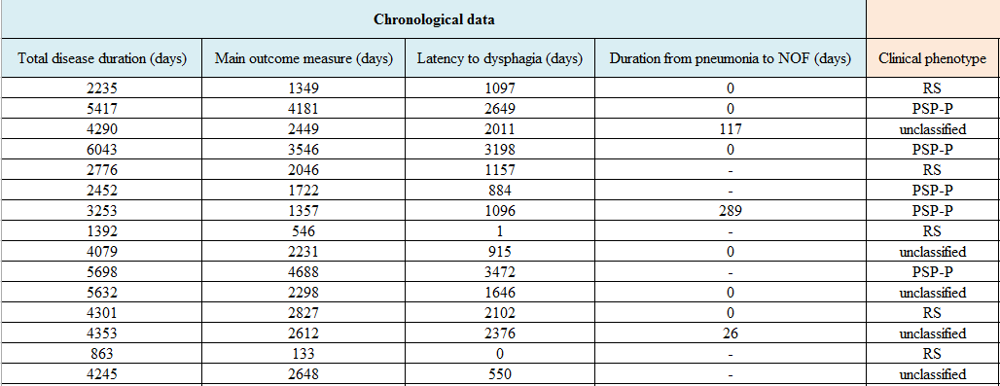 Chronological data
Total disease duration (days) Main outcome measure (days) Latency to dysphagia (days) Duration from pneumonia to NOF (days) Clinical phenotype
2235 1349 1097 0 RS
5417 4181 2649 0 PSP-P
4290 2449 2011 117 unclassified
6043 3546 3198 0 PSP-P
2776 2046 1157 - RS
2452 1722 884 - PSP-P
3253 1357 1096 289 PSP-P
1392 546 1 - RS
4079 2231 915 0 unclassified
5698 4688 3472 - PSP-P
5632 2298 1646 0 unclassified
4301 2827 2102 0 RS
4353 2612 2376 26 unclassified
863 133 0 - RS
4245 2648 550 - unclassified